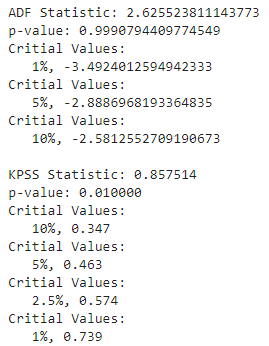 ADF Statistic: 2.625523811143773
p-value: 0.9990794409774549
Critial Values:
   1%, -3.4924012594942333
Critial Values:
   5%, -2.8886968193364835
Critial Values:
   10%, -2.5812552709190673

KPSS Statistic: 0.857514
p-value: 0.010000
Critial Values:
   10%, 0.347
Critial Values:
   5%, 0.463
Critial Values:
   2.5%, 0.574
Critial Values:
   1%, 0.739